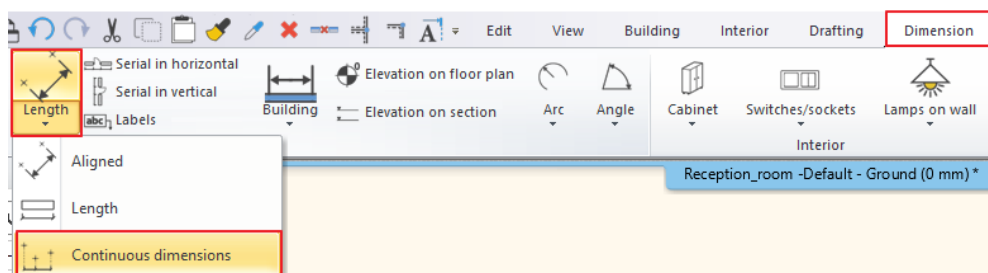 Edit View Building Interior Drafting Dimension
Serial in horizontal
Serial in vertical
abc Labels
Length
Building
Elevation on floor plan
Elevation on section
Arc
Angle
Cabinet
Switches/sockets
Lamps on wall
Interior
Aligned
Length
Continuous dimensions
Reception_room -Default - Ground (0 mm) *